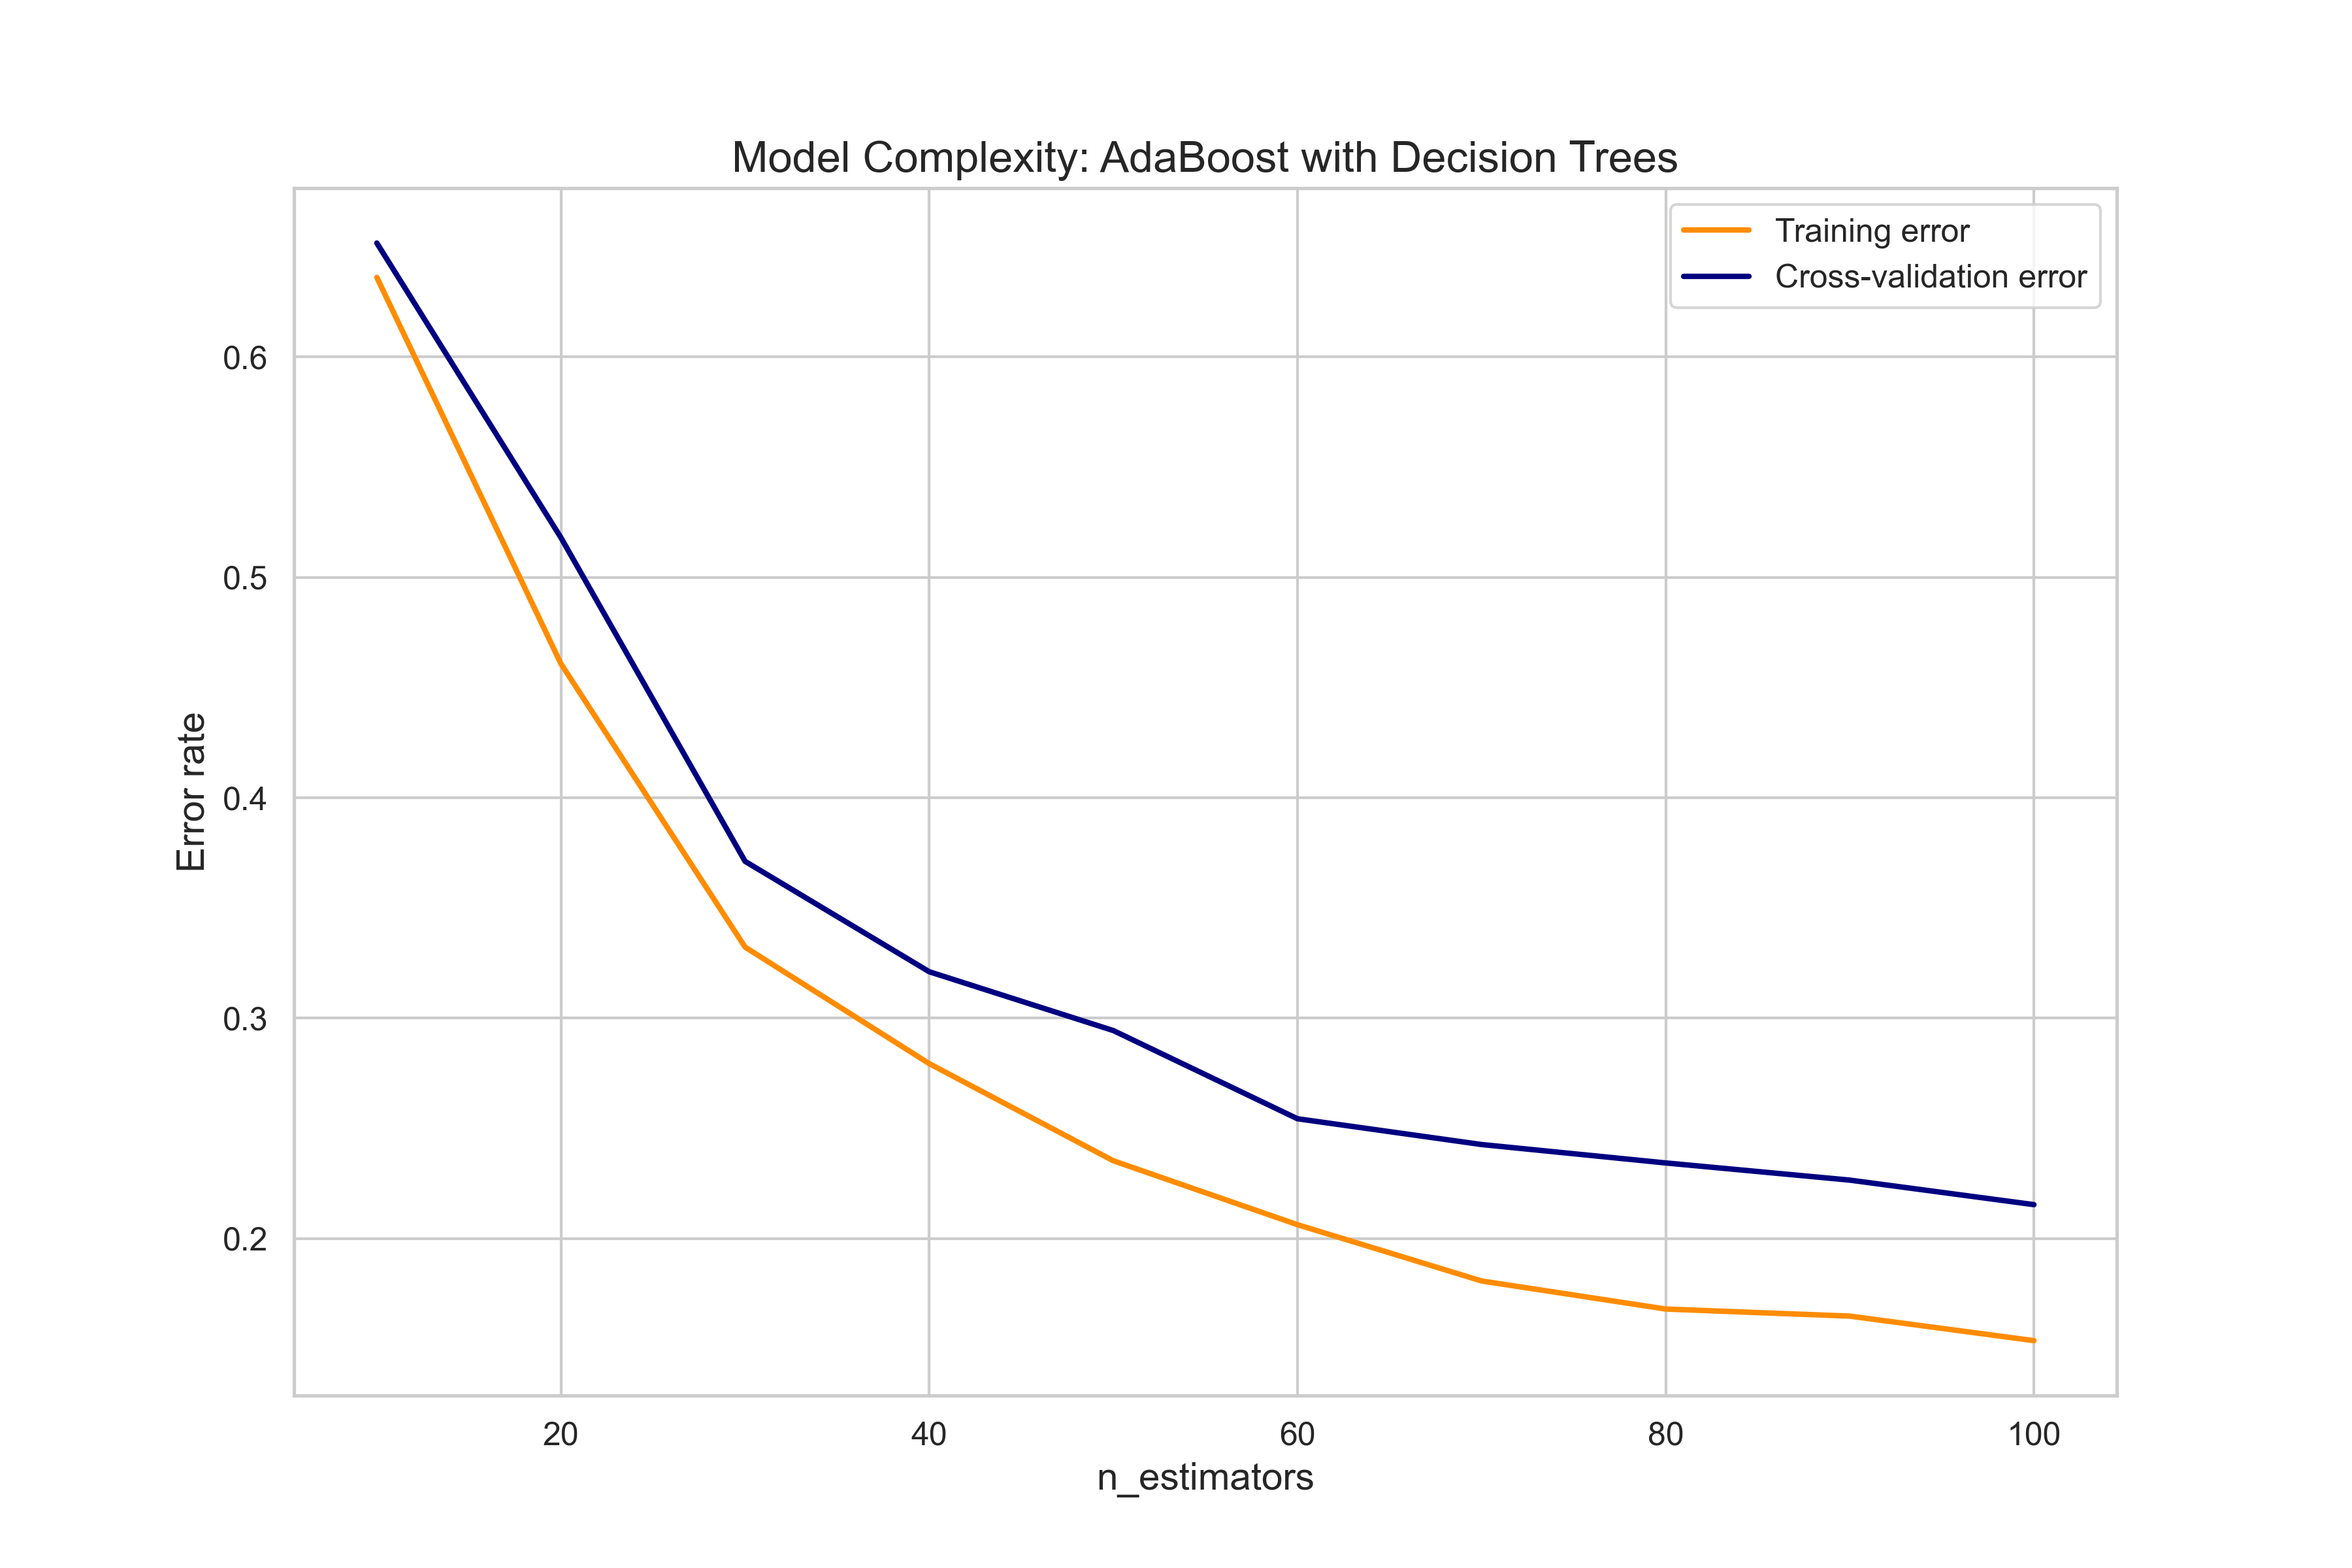 Model Complexity: AdaBoost with Decision Trees
Training error
Cross-validation error
0.6
0.5
0.4
0.3
0.2
Error rate
20 40 60 80 100
n_estimators